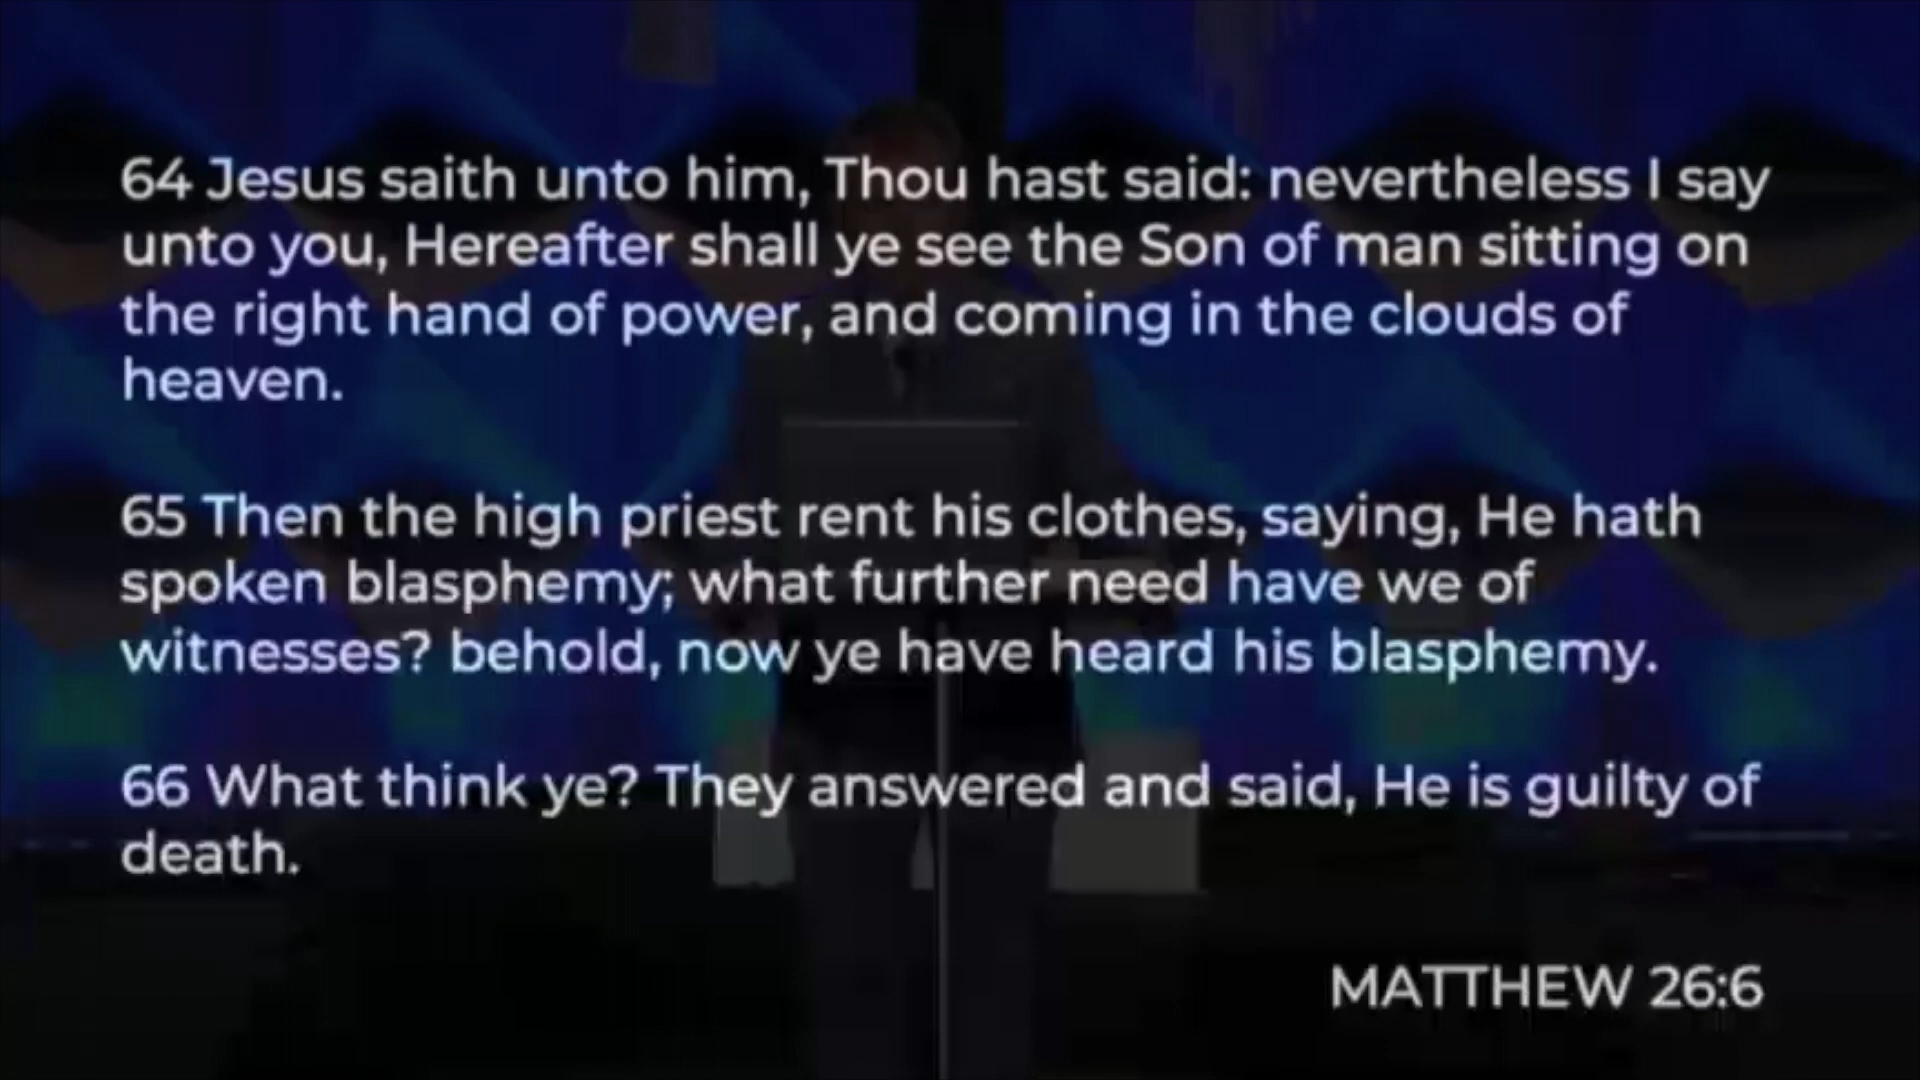 64 Jesus saith unto him, Thou hast said: nevertheless I say
unto you, Hereafter shall ye see the Son of man sitting on
the right hand of power, and coming in the clouds of
heaven.
65 Then the high priest rent his clothes, saying, He hath
spoken blasphemy; what further need have we of
witnesses? behold, now ye have heard his blasphemy.
66 What think ye? They answered and said, He is guilty of
death.
MATTHEW 26:6